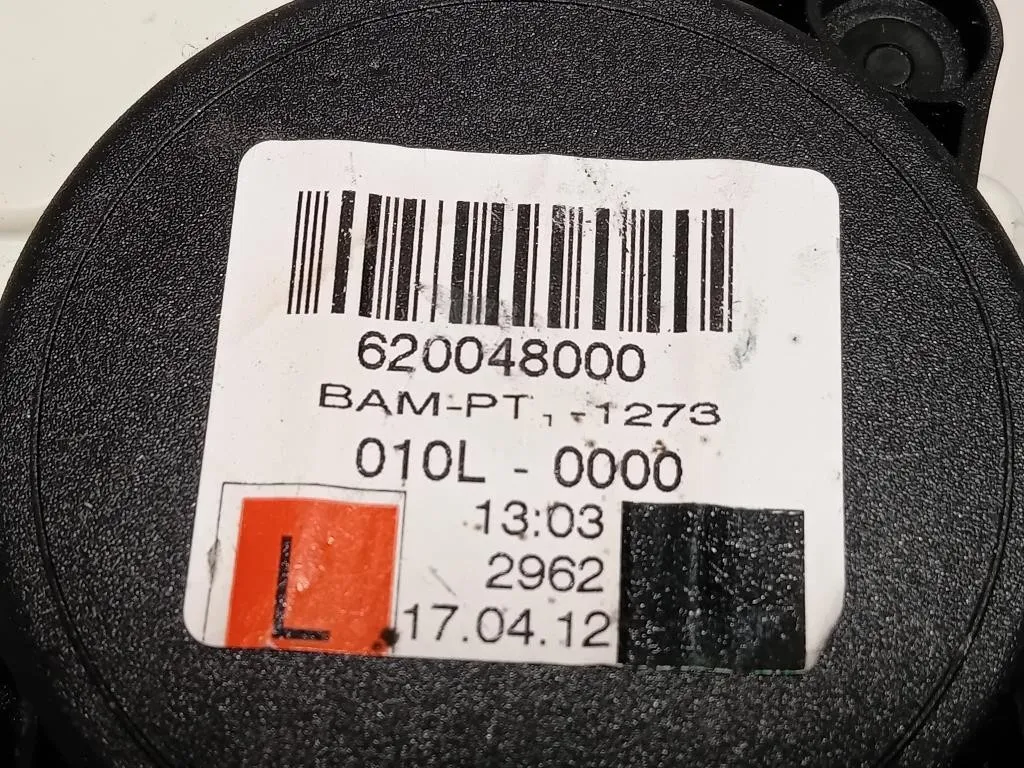 620048000
BAM-PT -1273
010L - 0000
13:03
2962
L
17.04.12